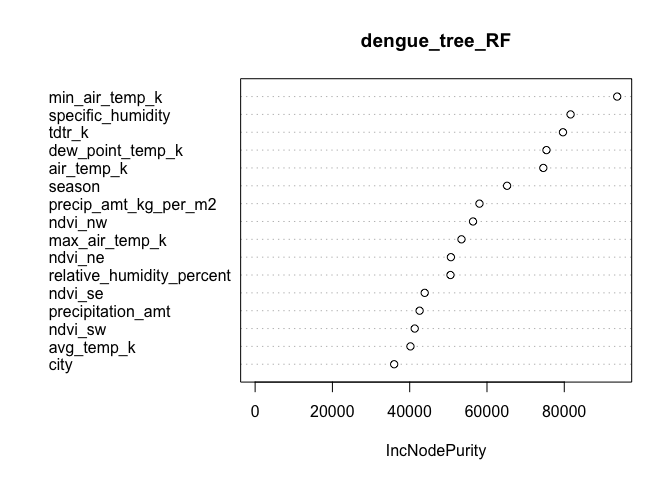 dengue_tree_RF
min_air_temp_k
specific_humidity
tdtr_k
dew_point_temp_k
air_temp_k
season
precip_amt_kg_per_m2
ndvi_nw
max_air_temp_k
ndvi_ne
relative_humidity_percent
ndvi_se
precipitation_amt
ndvi_sw
avg_temp_k
city
0 20000 40000 60000 80000
IncNodePurity